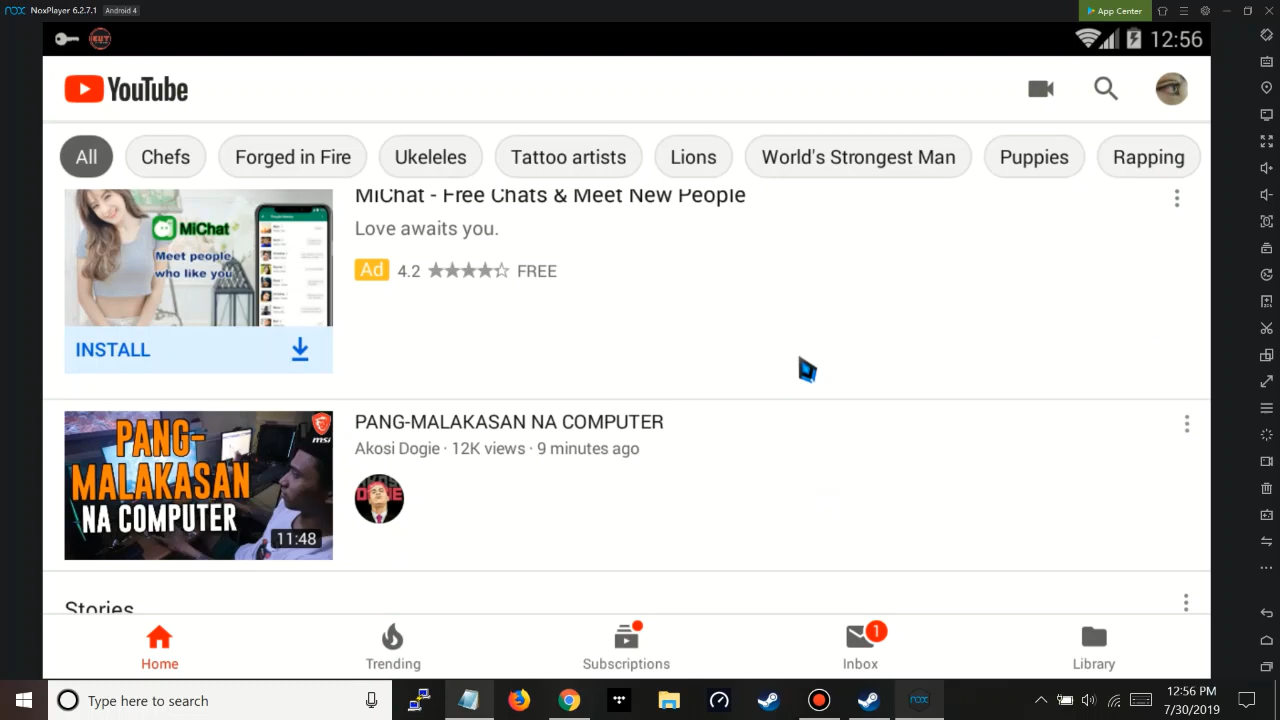 NoxPlayer 6.2.7.1 Android 4
App Center
12:56
YouTube
All
Chefs
Forged in Fire
Ukeleles
Tattoo artists
Lions
World's Strongest Man
Puppies
Rapping
MiChat
Meet people
who like you
INSTALL
MiChat - Free Chats & Meet New People
Love awaits you.
Ad 4.2 FREE
PANG-
MALAKASAN
NA COMPUTER
msi
11:48
PANG-MALAKASAN NA COMPUTER
Akosi Dogie · 12K views · 9 minutes ago
Stories
Home
Trending
Subscriptions
1
Inbox
Library
Type here to search
12:56 PM
7/30/2019